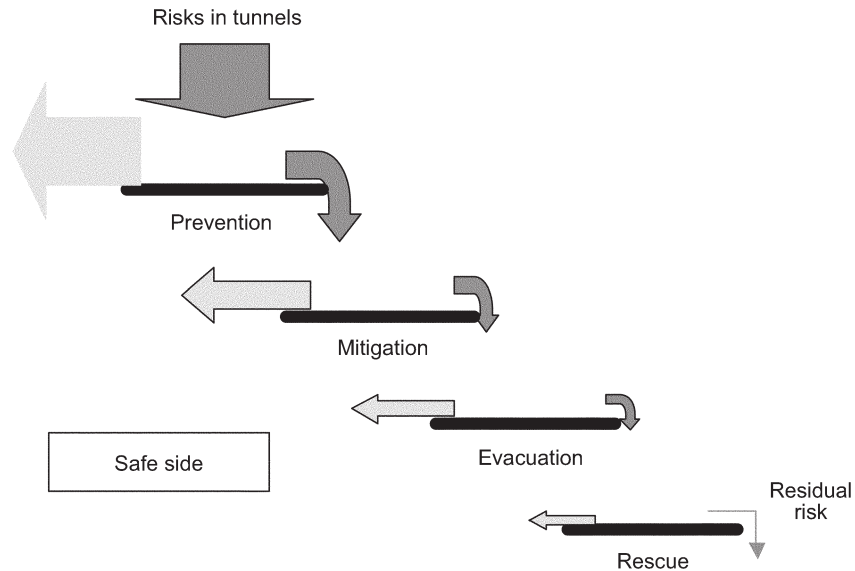 Risks in tunnels
Prevention
Mitigation
Evacuation
Safe side
Residual
risk
Rescue